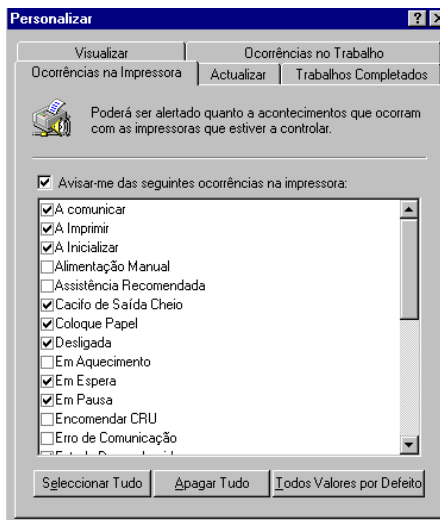 Personalizar
Visualizar
Ocorrências no Trabalho
Ocorrências na Impressora
Actualizar
Trabalhos Completados
Poderá ser alertado quanto a acontecimentos que ocorram
com as impressoras que estiver a controlar.
Avisar-me das seguintes ocorrências na impressora:
A comunicar
A Imprimir
A Inicializar
Alimentação Manual
Assistência Recomendada
Cacifo de Saída Cheio
Coloque Papel
Desligada
Em Aquecimento
Em Espera
Em Pausa
Encomendar CRU
Erro de Comunicação
Seleccionar Tudo
Apagar Tudo
Todos Valores por Defeito